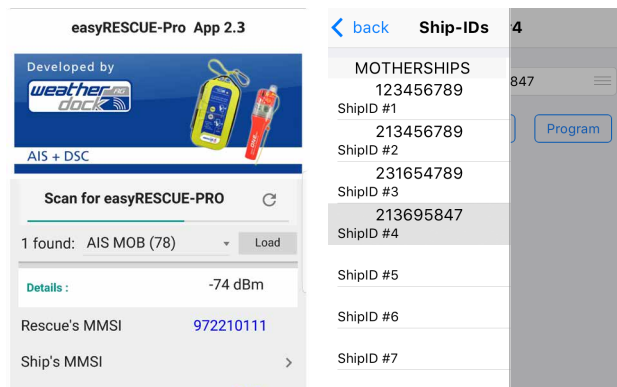 easyRESCUE-Pro App 2.3
Developed by
weather AG
dock
AIS + DSC
Scan for easyRESCUE-PRO
1 found: AIS MOB (78) Load
Details : -74 dBm
Rescue's MMSI 972210111
Ship's MMSI
back Ship-IDs r4
MOTHERSHIPS
123456789
ShipID #1
847
213456789
ShipID #2
Program
231654789
ShipID #3
213695847
ShipID #4
ShipID #5
ShipID #6
ShipID #7